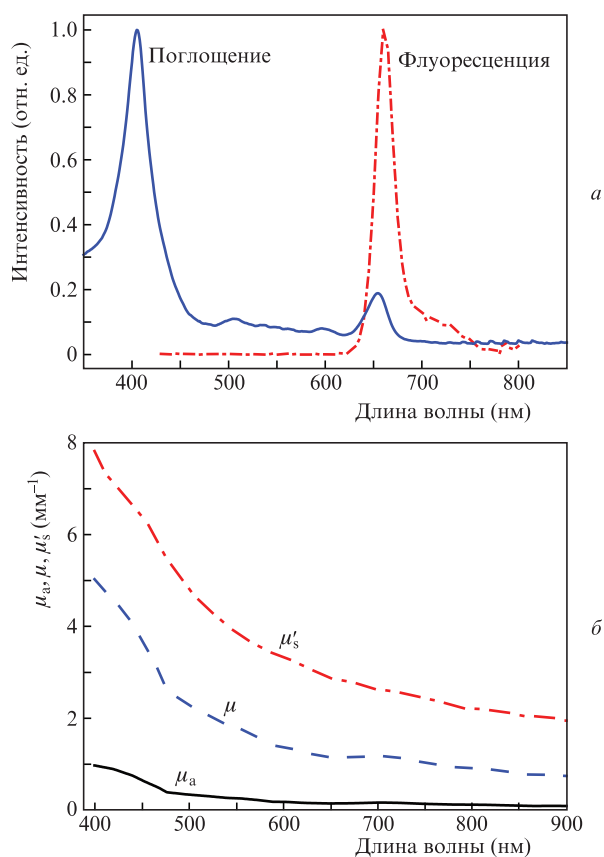 1.0
Поглощение
Флуоресценция
0.8
0.6
0.4
0.2
0
Интенсивность (отн. ед.)
а
400 500 600 700 800
Длина волны (нм)
8
6
4
2
0
μa, μ, μ′s (мм⁻¹)
μ′s
μ
μa
б
400 500 600 700 800 900
Длина волны (нм)